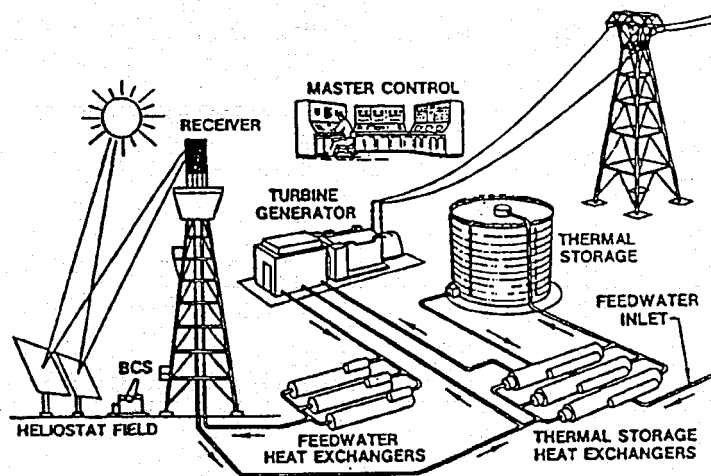 MASTER CONTROL
RECEIVER
TURBINE
GENERATOR
THERMAL
STORAGE
FEEDWATER
INLET
BCS
HELIOSTAT FIELD
FEEDWATER
HEAT EXCHANGERS
THERMAL STORAGE
HEAT EXCHANGERS